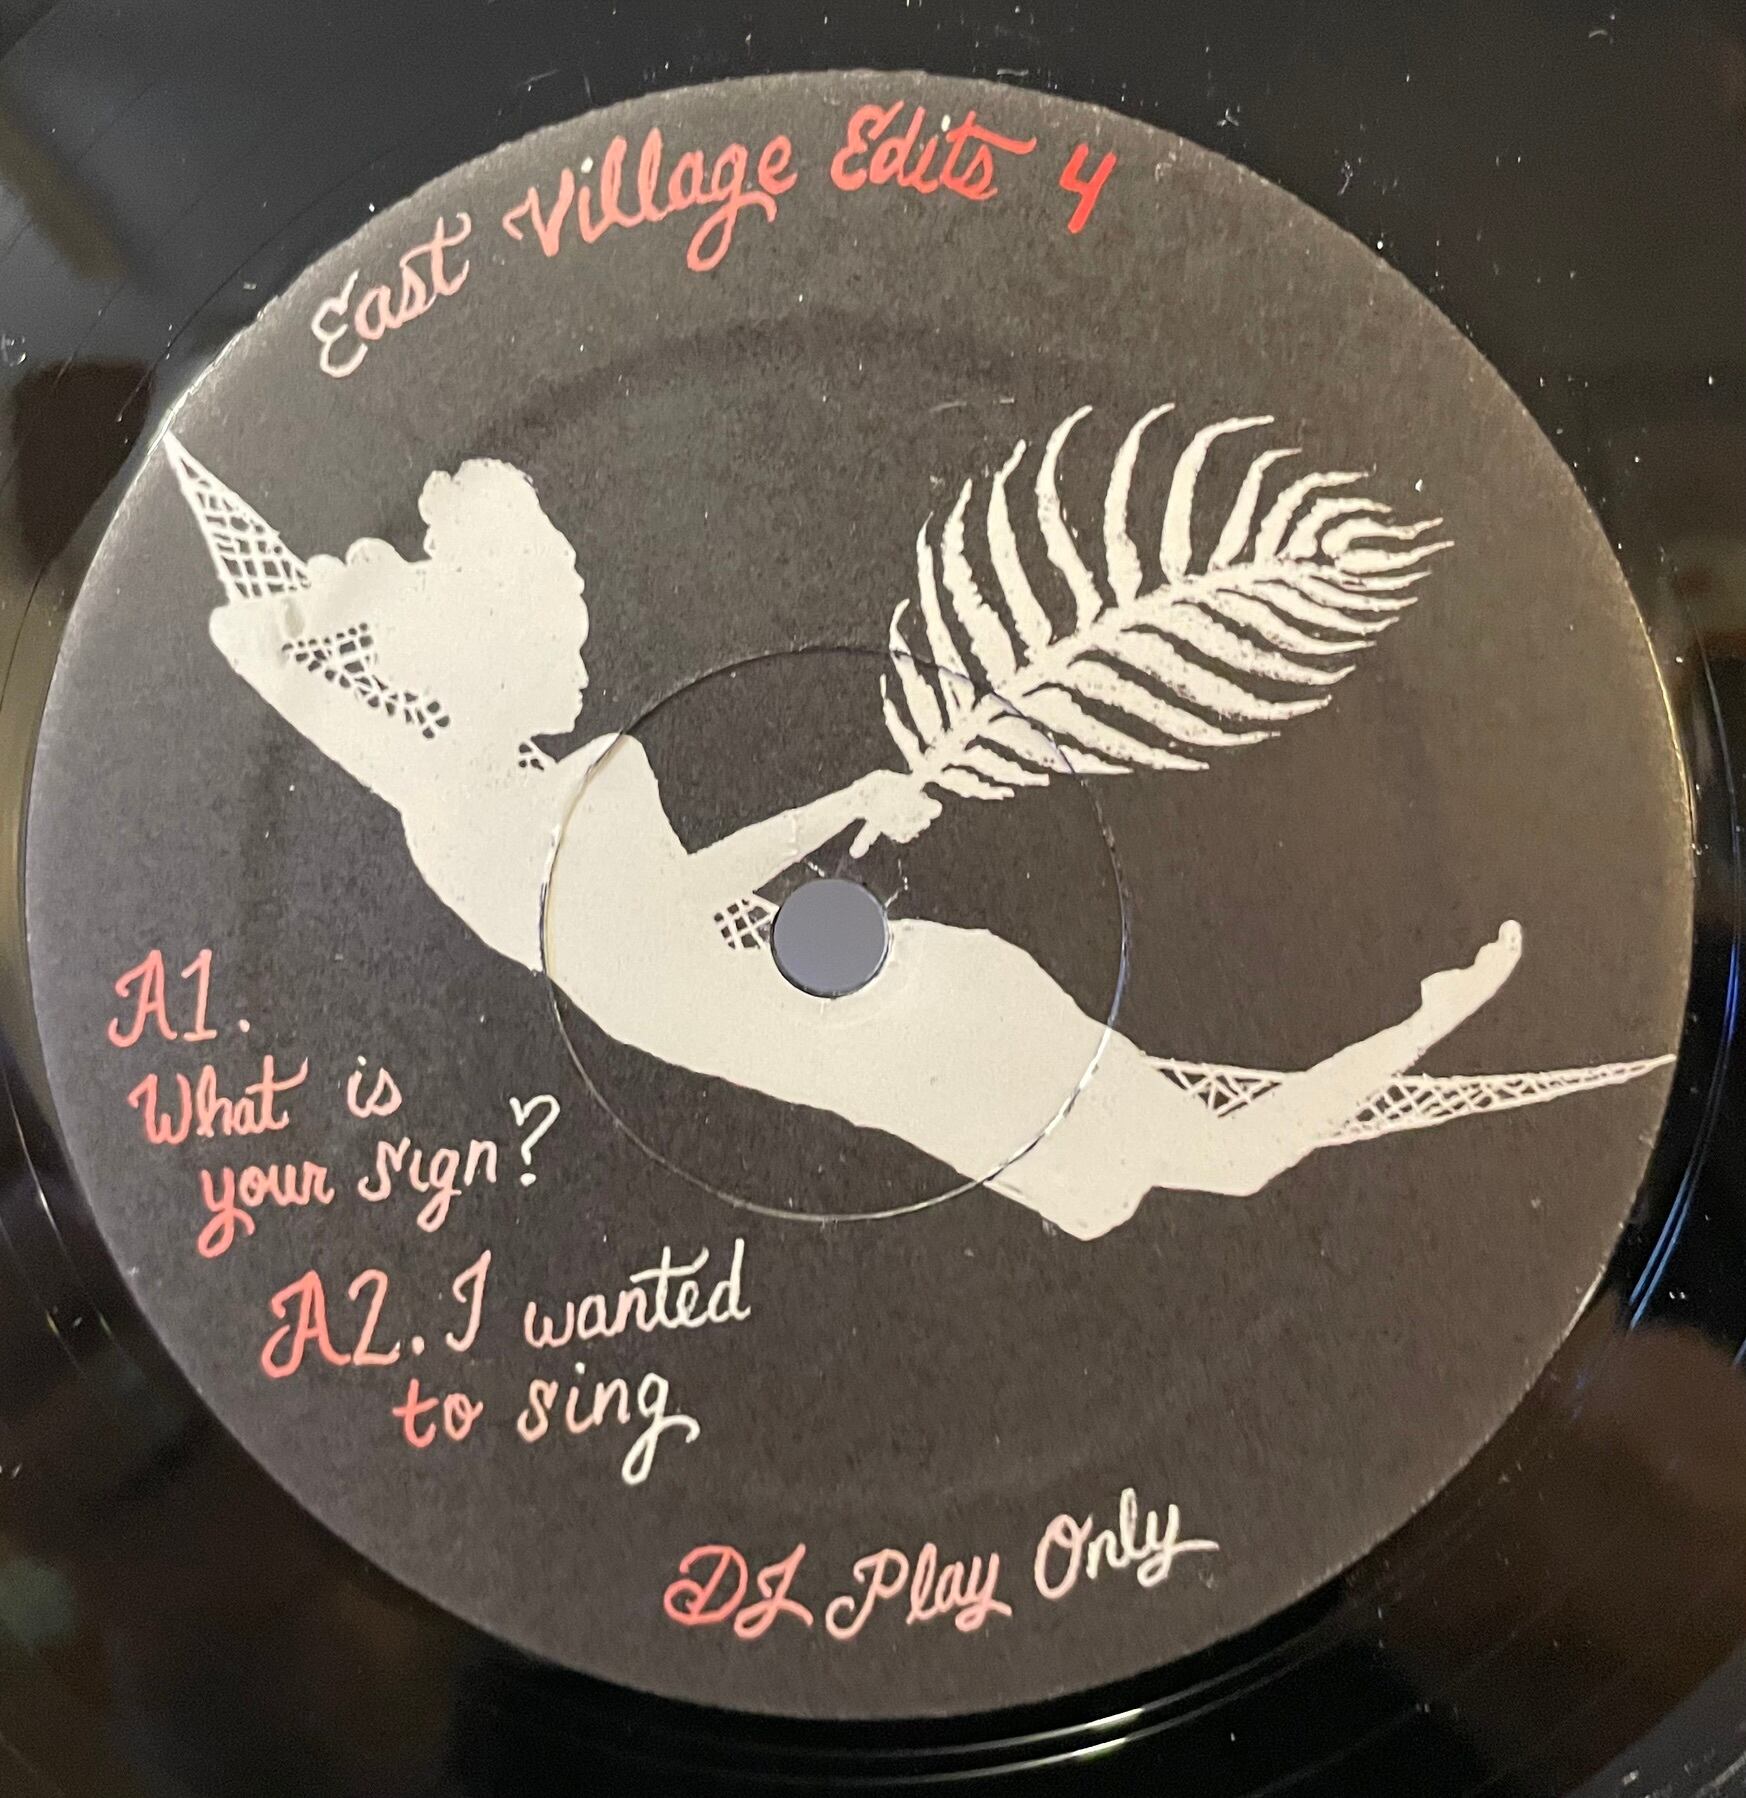 East Village Edits 4
A1.
What is
your sign?
A2. I wanted
to sing
DJ Play Only